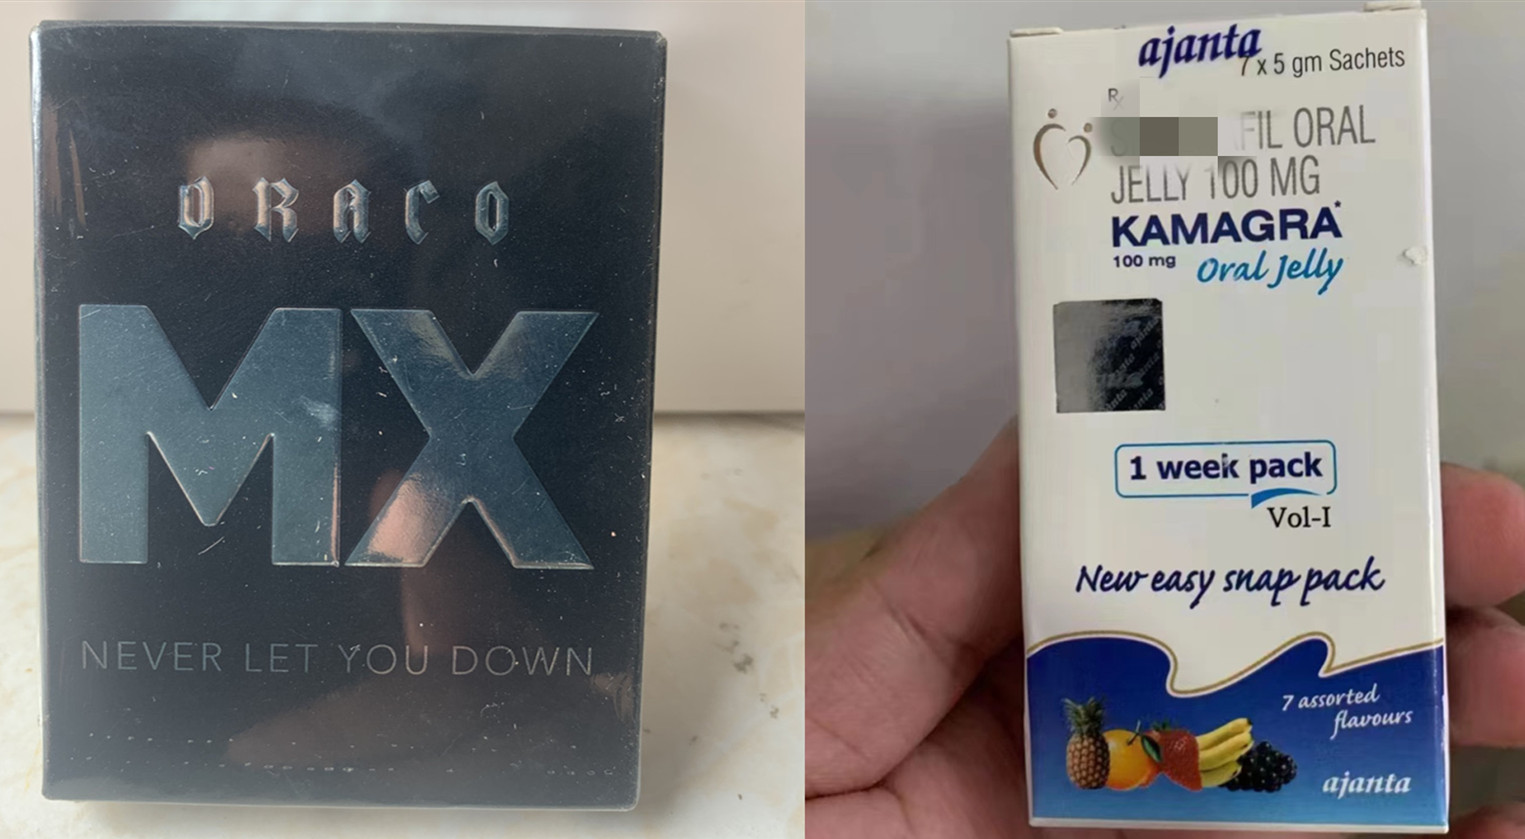 DRACO
MX
NEVER LET YOU DOWN
ajanta
7 x 5 gm Sachets
Rx
FIL ORAL
JELLY 100 MG
KAMAGRA*
100 mg Oral Jelly
1 week pack
Vol-I
New easy snap pack
7 assorted
flavours
ajanta